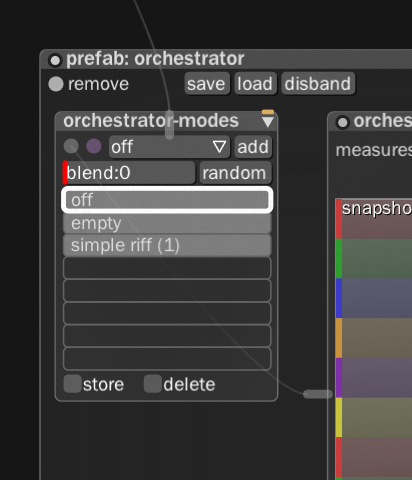 prefab: orchestrator
remove save load disband
orchestrator-modes
off add
blend:0 random
off
empty
simple riff (1)
store delete
orches
measures
snapsho